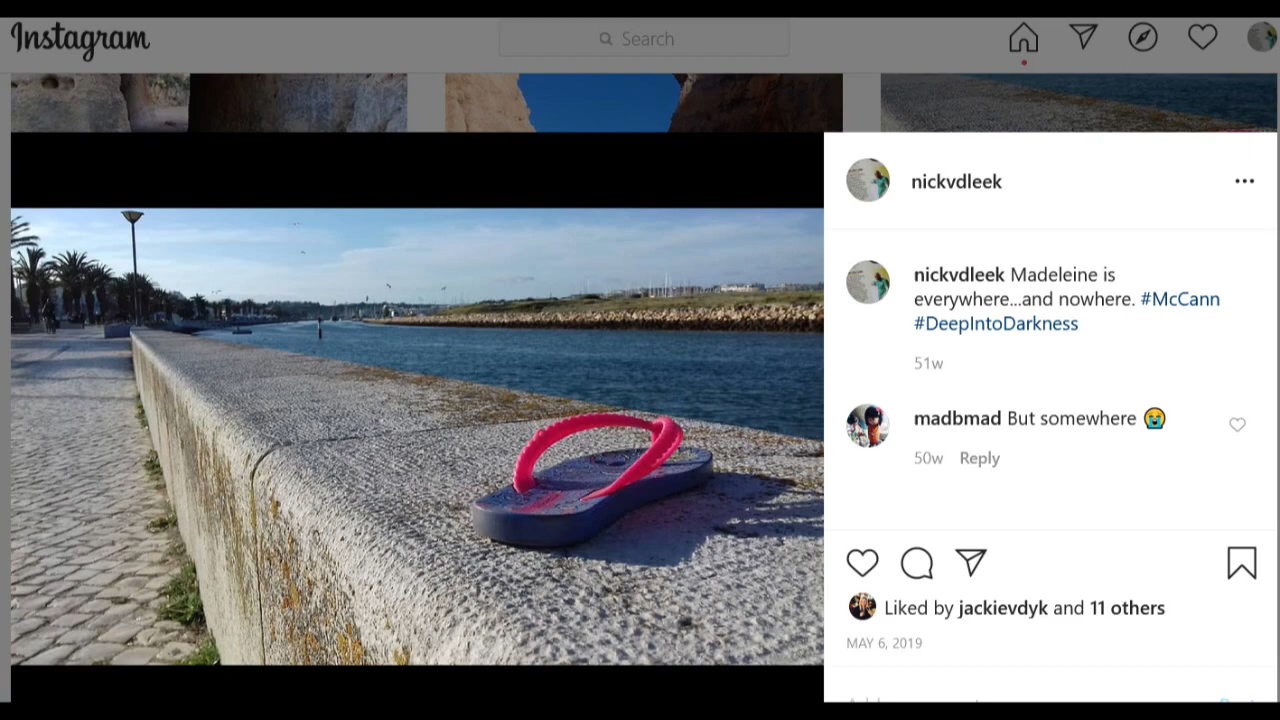 Instagram
Search
nickvdleek
nickvdleek Madeleine is
everywhere...and nowhere. #McCann
#DeepIntoDarkness
51w
madbmad But somewhere 😭
50w Reply
Liked by jackievdyk and 11 others
MAY 6, 2019